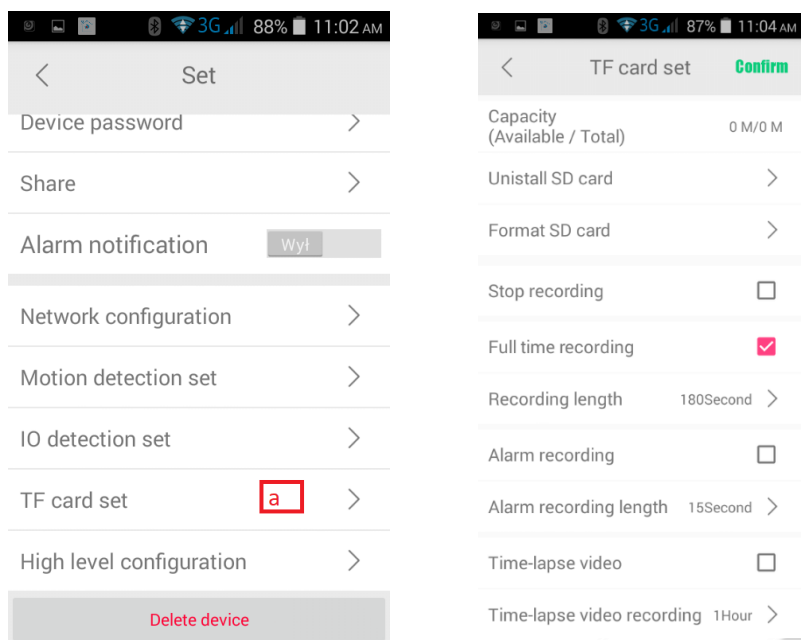 3G 88% 11:02 AM
Set
Device password
Share
Alarm notification Wył
Network configuration
Motion detection set
IO detection set
TF card set a
High level configuration
Delete device
3G 87% 11:04 AM
TF card set Confirm
Capacity
(Available / Total) 0 M/0 M
Unistall SD card
Format SD card
Stop recording
Full time recording
Recording length 180Second
Alarm recording
Alarm recording length 15Second
Time-lapse video
Time-lapse video recording 1Hour